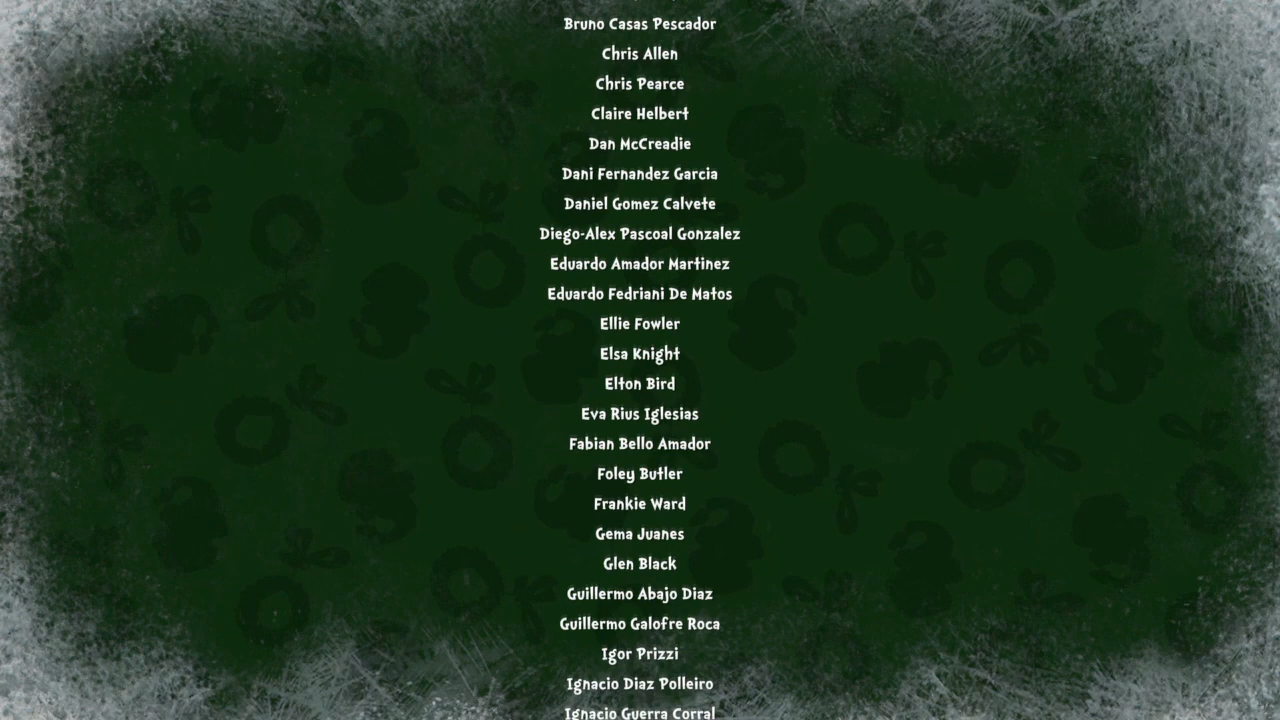 Bruno Casas Pescador
Chris Allen
Chris Pearce
Claire Helbert
Dan McCreadie
Dani Fernandez Garcia
Daniel Gomez Calvete
Diego-Alex Pascoal Gonzalez
Eduardo Amador Martinez
Eduardo Fedriani De Matos
Ellie Fowler
Elsa Knight
Elton Bird
Eva Rius Iglesias
Fabian Bello Amador
Foley Butler
Frankie Ward
Gema Juanes
Glen Black
Guillermo Abajo Diaz
Guillermo Galofre Roca
Igor Prizzi
Ignacio Diaz Polleiro
Ignacio Guerra Corral